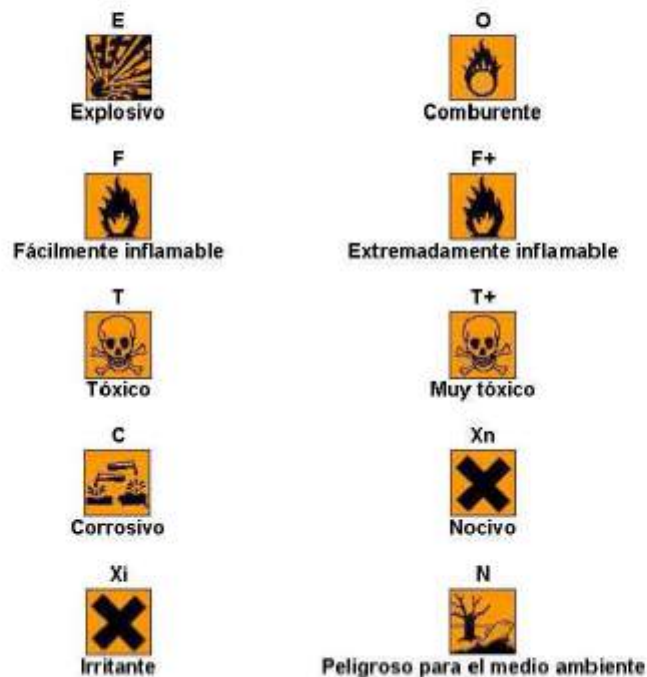 E
Explosivo
O
Comburente
F
Fácilmente inflamable
F+
Extremadamente inflamable
T
Tóxico
T+
Muy tóxico
C
Corrosivo
Xn
Nocivo
Xi
Irritante
N
Peligroso para el medio ambiente